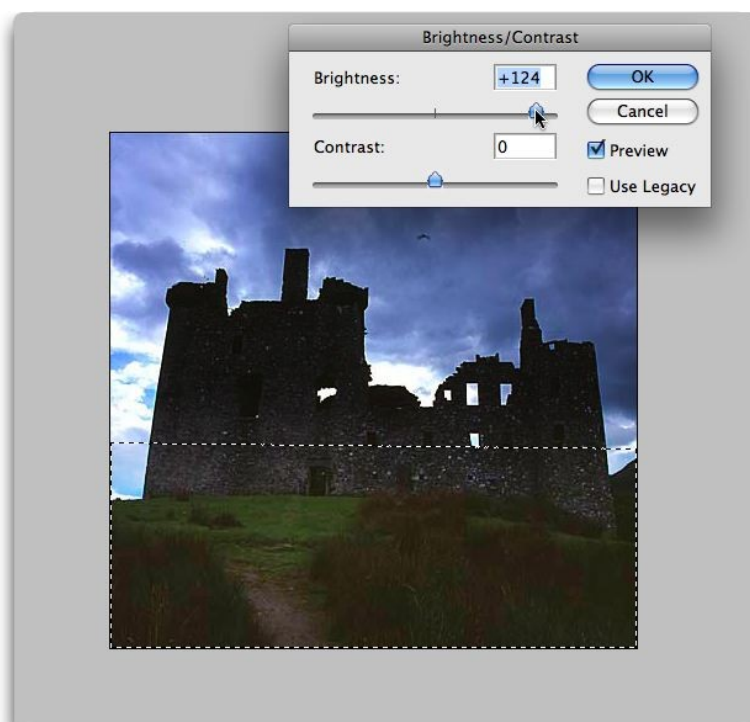 Brightness/Contrast
Brightness:
+124
OK
Cancel
Contrast:
0
Preview
Use Legacy